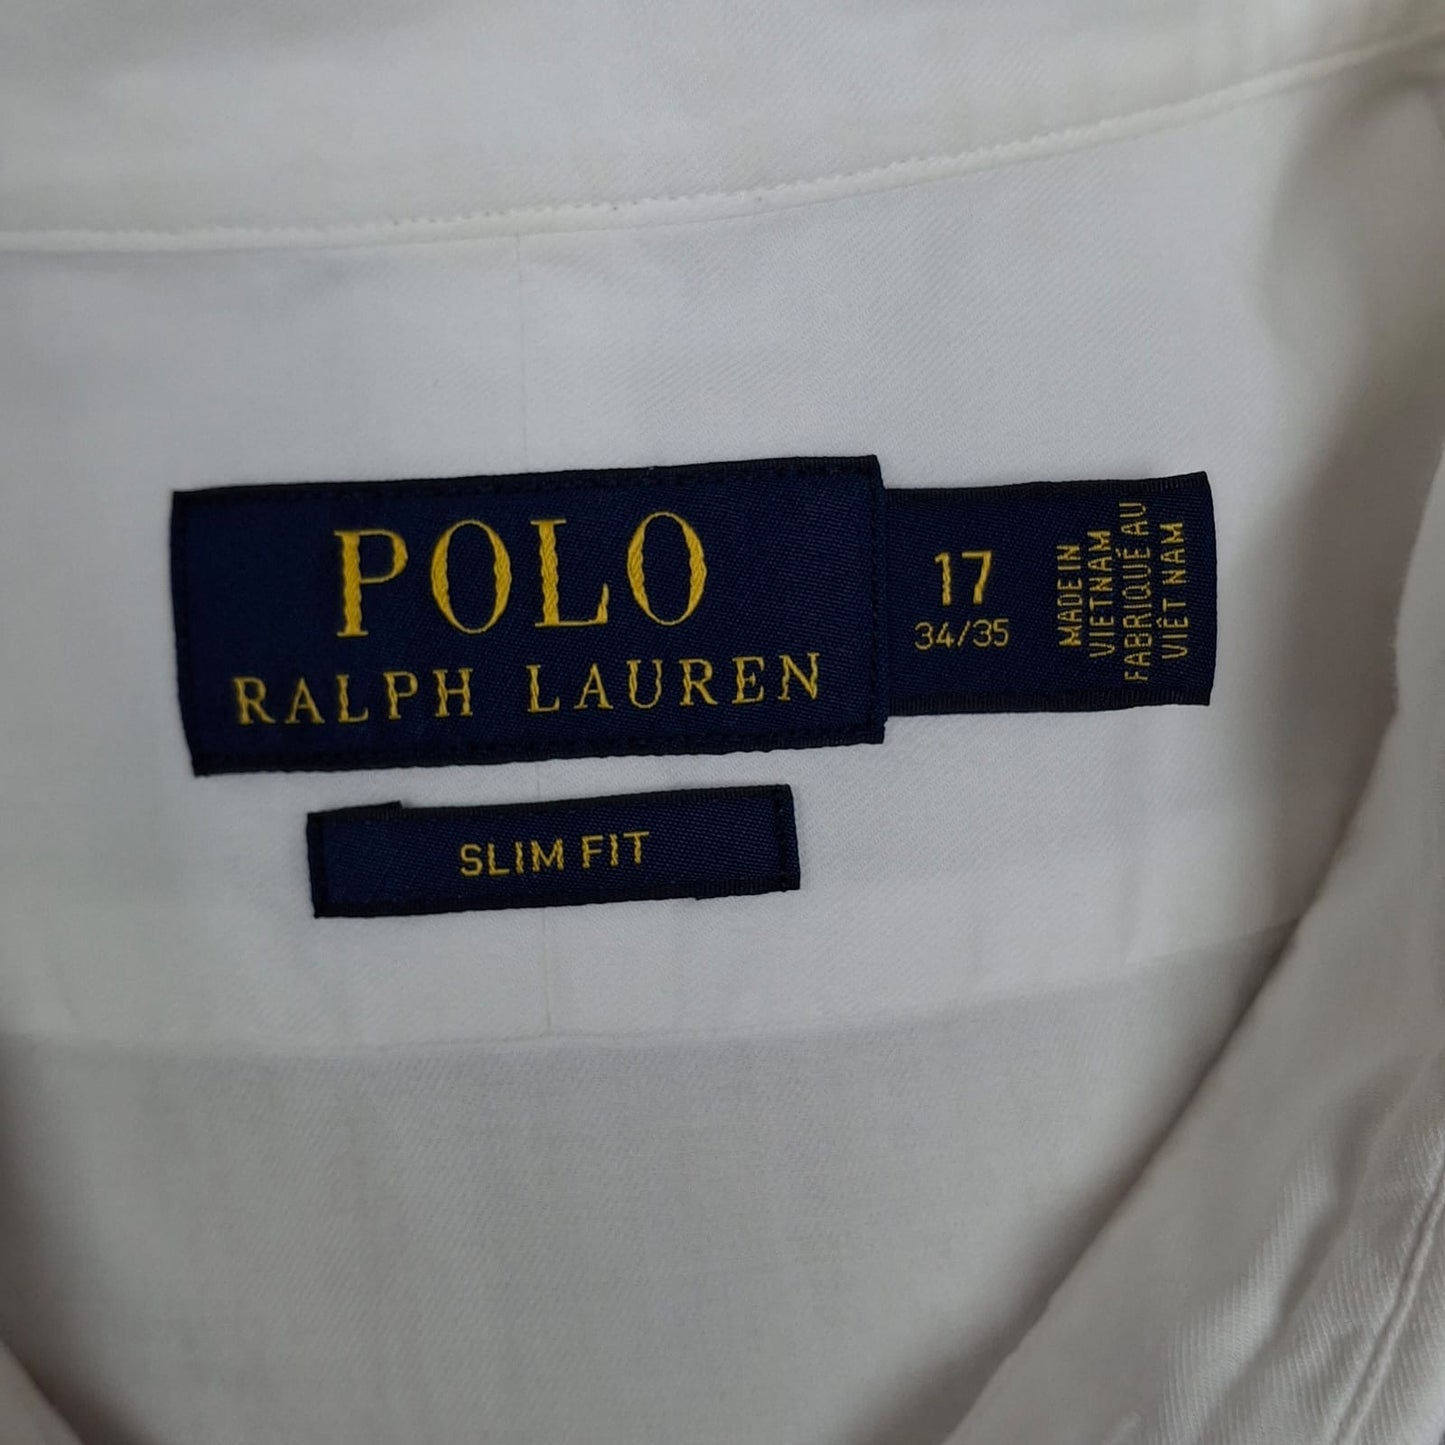 POLO
RALPH LAUREN
17
34/35
MADE IN
VIETNAM
FABRIQUÉ AU
VIÊT NAM
SLIM FIT